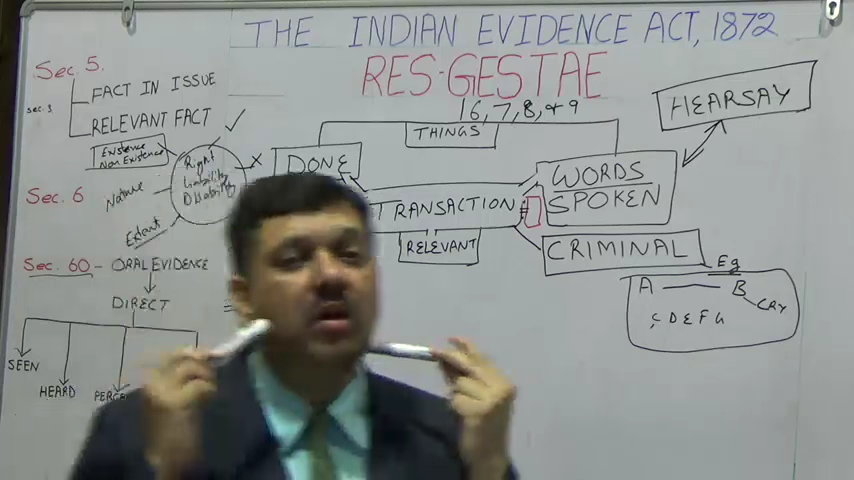 THE INDIAN EVIDENCE ACT, 1872
RES-GESTAE
Sec. 5.
Sec. 3
FACT IN ISSUE
RELEVANT FACT
Existence
Non Existence
Right
Liability
Disability
Nature
Extent
Sec. 6
Sec. 60 - ORAL EVIDENCE
DIRECT
SEEN
HEARD
16, 7, 8, & 9
THINGS
DONE
TRANSACTION
RELEVANT
WORDS
SPOKEN
HEARSAY
CRIMINAL
Eg
A B
CRY
C D E F G